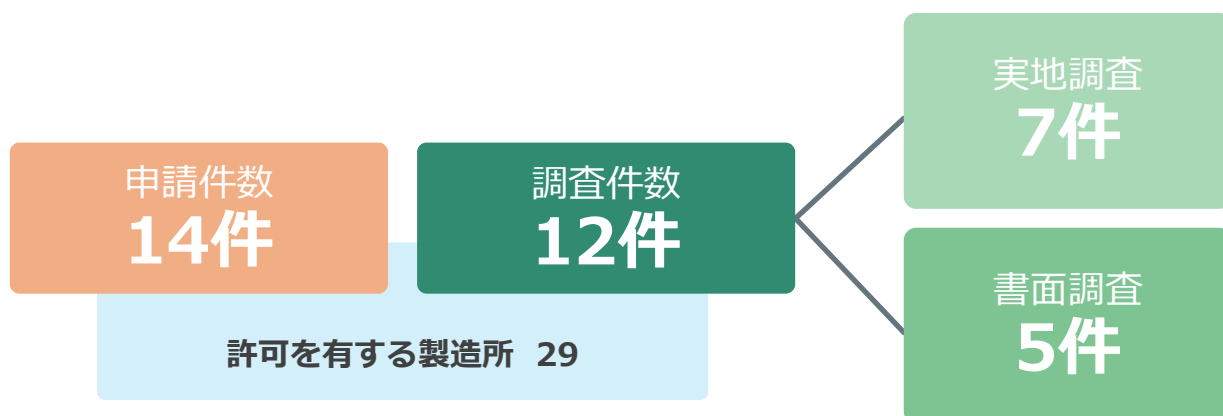 申請件数
14件
調査件数
12件
許可を有する製造所 29
実地調査
7件
書面調査
5件